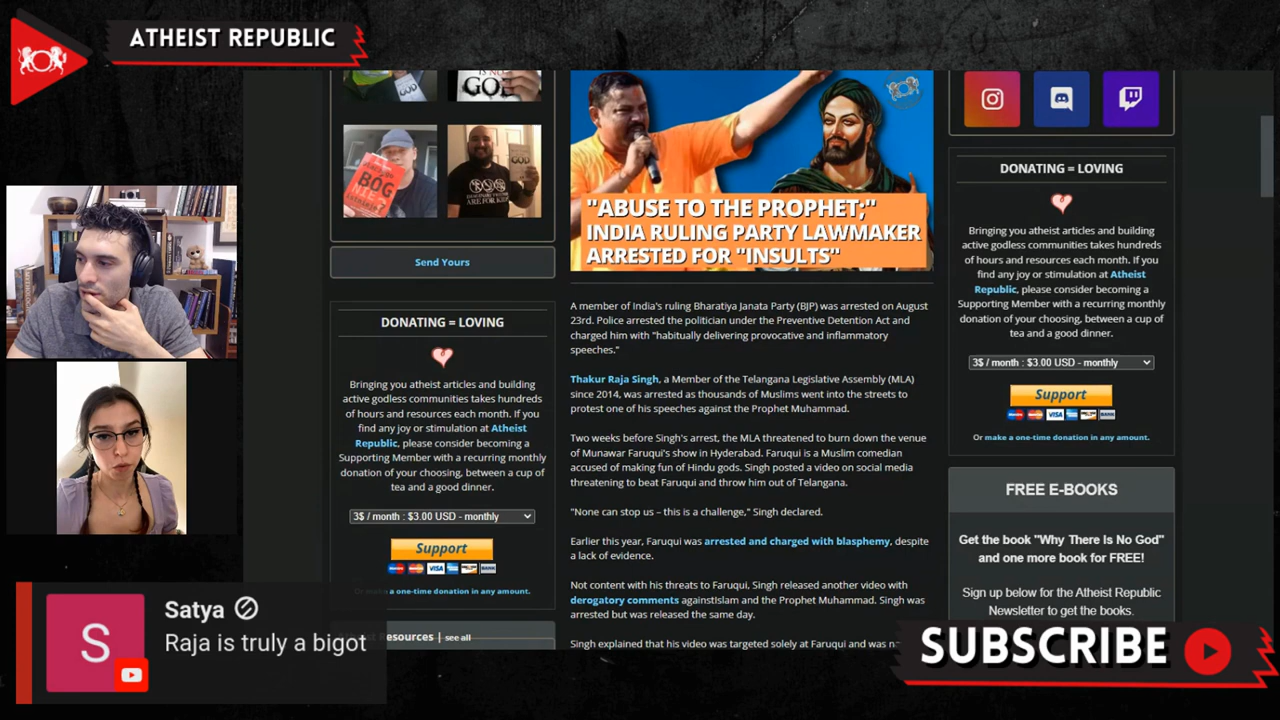 ATHEIST REPUBLIC
IS NO
GOD
BÓG
GOD
ARE FOR KIDS
Send Yours
DONATING = LOVING
Bringing you atheist articles and building
active godless communities takes hundreds
of hours and resources each month. If you
find any joy or stimulation at Atheist
Republic, please consider becoming a
Supporting Member with a recurring monthly
donation of your choosing, between a cup of
tea and a good dinner.
3$ / month : $3.00 USD - monthly
Support
VISA
BANK
a one-time donation in any amount.
Resources | see all
"ABUSE TO THE PROPHET;"
INDIA RULING PARTY LAWMAKER
ARRESTED FOR "INSULTS"
A member of India's ruling Bharatiya Janata Party (BJP) was arrested on August
23rd. Police arrested the politician under the Preventive Detention Act and
charged him with "habitually delivering provocative and inflammatory
speeches."
Thakur Raja Singh, a Member of the Telangana Legislative Assembly (MLA)
since 2014, was arrested as thousands of Muslims went into the streets to
protest one of his speeches against the Prophet Muhammad.
Two weeks before Singh's arrest, the MLA threatened to burn down the venue
of Munawar Faruqui's show in Hyderabad. Faruqui is a Muslim comedian
accused of making fun of Hindu gods. Singh posted a video on social media
threatening to beat Faruqui and throw him out of Telangana.
"None can stop us – this is a challenge," Singh declared.
Earlier this year, Faruqui was arrested and charged with blasphemy, despite
a lack of evidence.
Not content with his threats to Faruqui, Singh released another video with
derogatory comments againstIslam and the Prophet Muhammad. Singh was
arrested but was released the same day.
Singh explained that his video was targeted solely at Faruqui and was n
DONATING = LOVING
Bringing you atheist articles and building
active godless communities takes hundreds
of hours and resources each month. If you
find any joy or stimulation at Atheist
Republic, please consider becoming a
Supporting Member with a recurring monthly
donation of your choosing, between a cup of
tea and a good dinner.
3$ / month : $3.00 USD - monthly
Support
VISA
BANK
Or make a one-time donation in any amount.
FREE E-BOOKS
Get the book "Why There Is No God"
and one more book for FREE!
Sign up below for the Atheist Republic
Newsletter to get the books.
S
Satya
Raja is truly a bigot
SUBSCRIBE